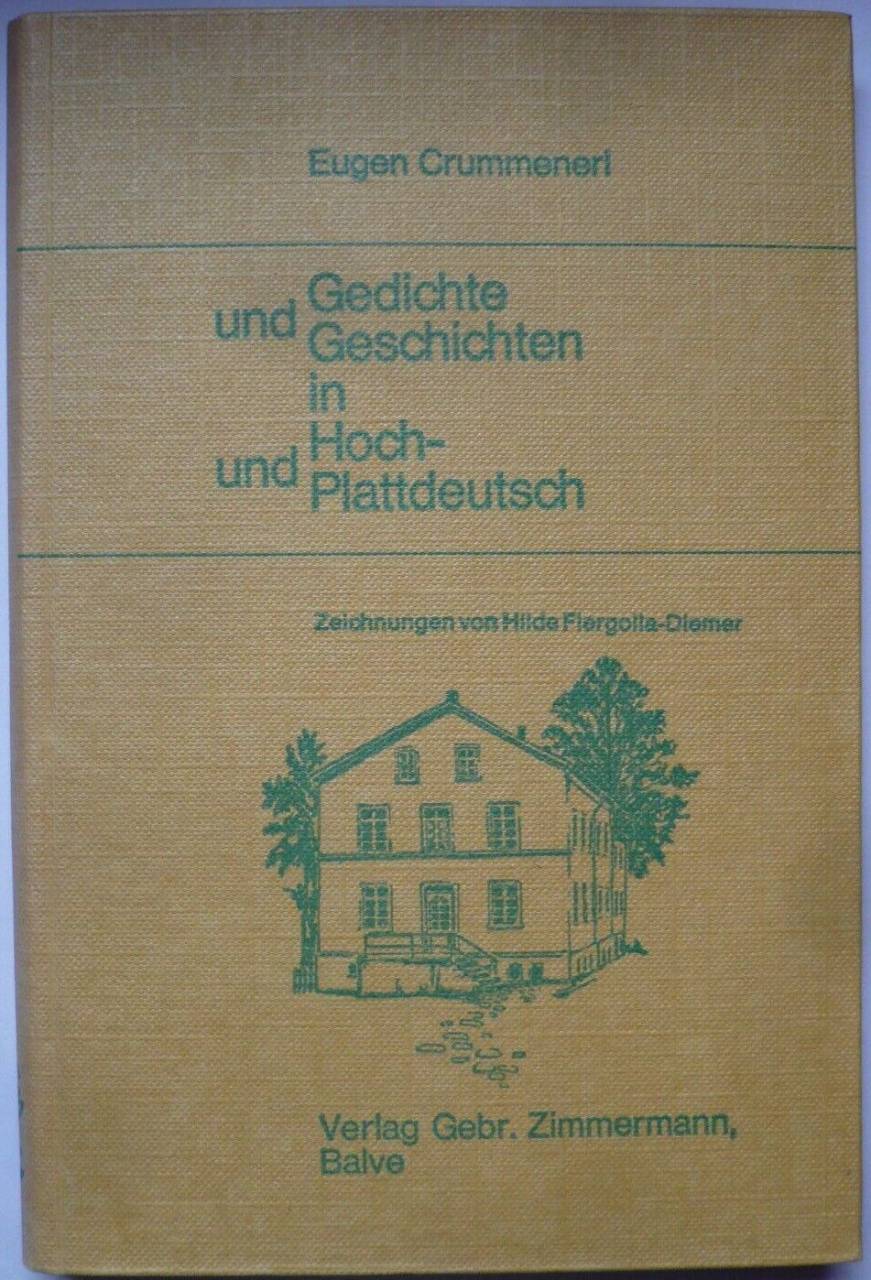 Eugen Crummenerl
Gedichte
und Geschichten
in
Hoch-
und Plattdeutsch
Zeichnungen von Hilde Fiergolla-Diemer
Verlag Gebr. Zimmermann,
Balve